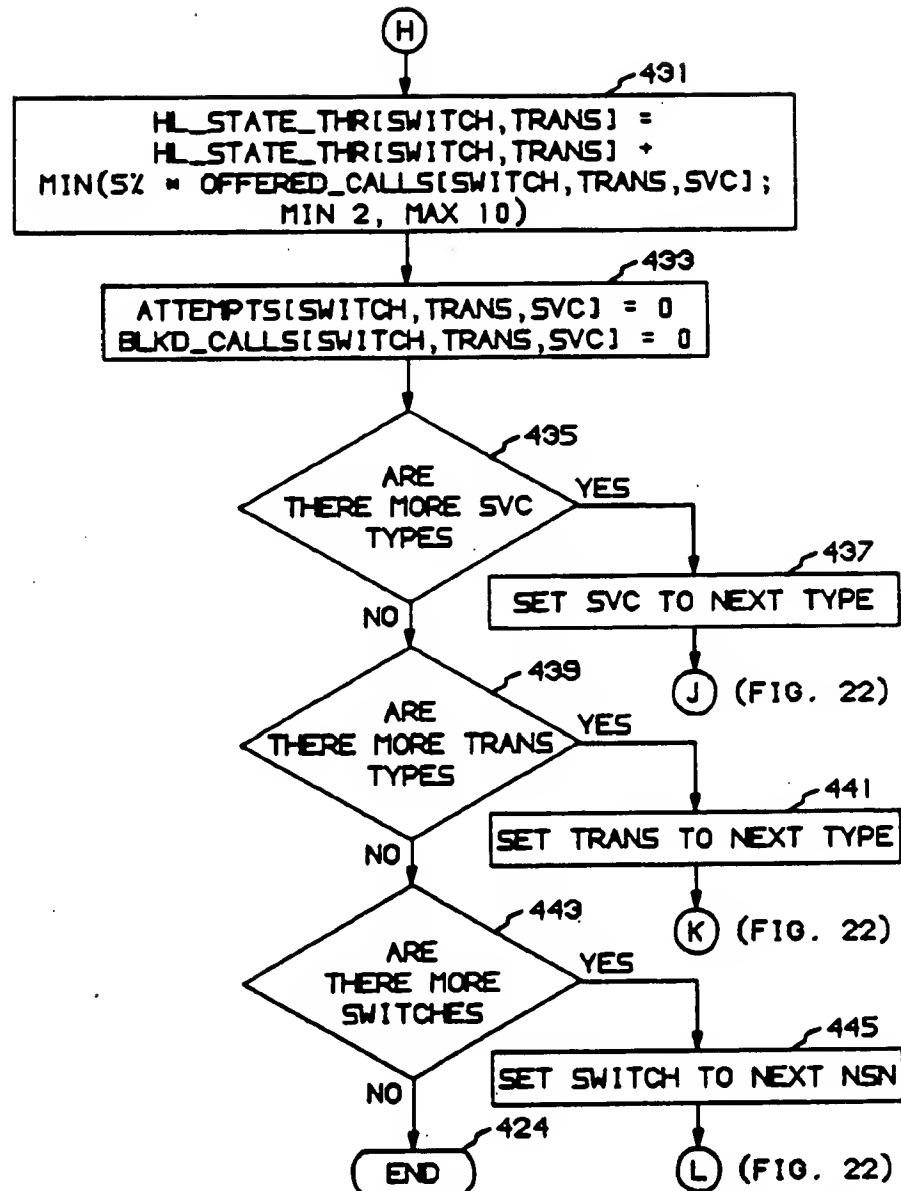 H
431
HL_STATE_THR[SWITCH,TRANS] =
HL_STATE_THR[SWITCH,TRANS] +
MIN(5% * OFFERED_CALLS[SWITCH,TRANS,SVC];
MIN 2, MAX 10)
433
ATTEMPTS[SWITCH,TRANS,SVC] = 0
BLKD_CALLS[SWITCH,TRANS,SVC] = 0
435
ARE
THERE MORE SVC
TYPES
YES
437
SET SVC TO NEXT TYPE
NO
J (FIG. 22)
439
ARE
THERE MORE TRANS
TYPES
YES
441
SET TRANS TO NEXT TYPE
NO
K (FIG. 22)
443
ARE
THERE MORE
SWITCHES
YES
445
SET SWITCH TO NEXT NSN
NO
424
END
L (FIG. 22)